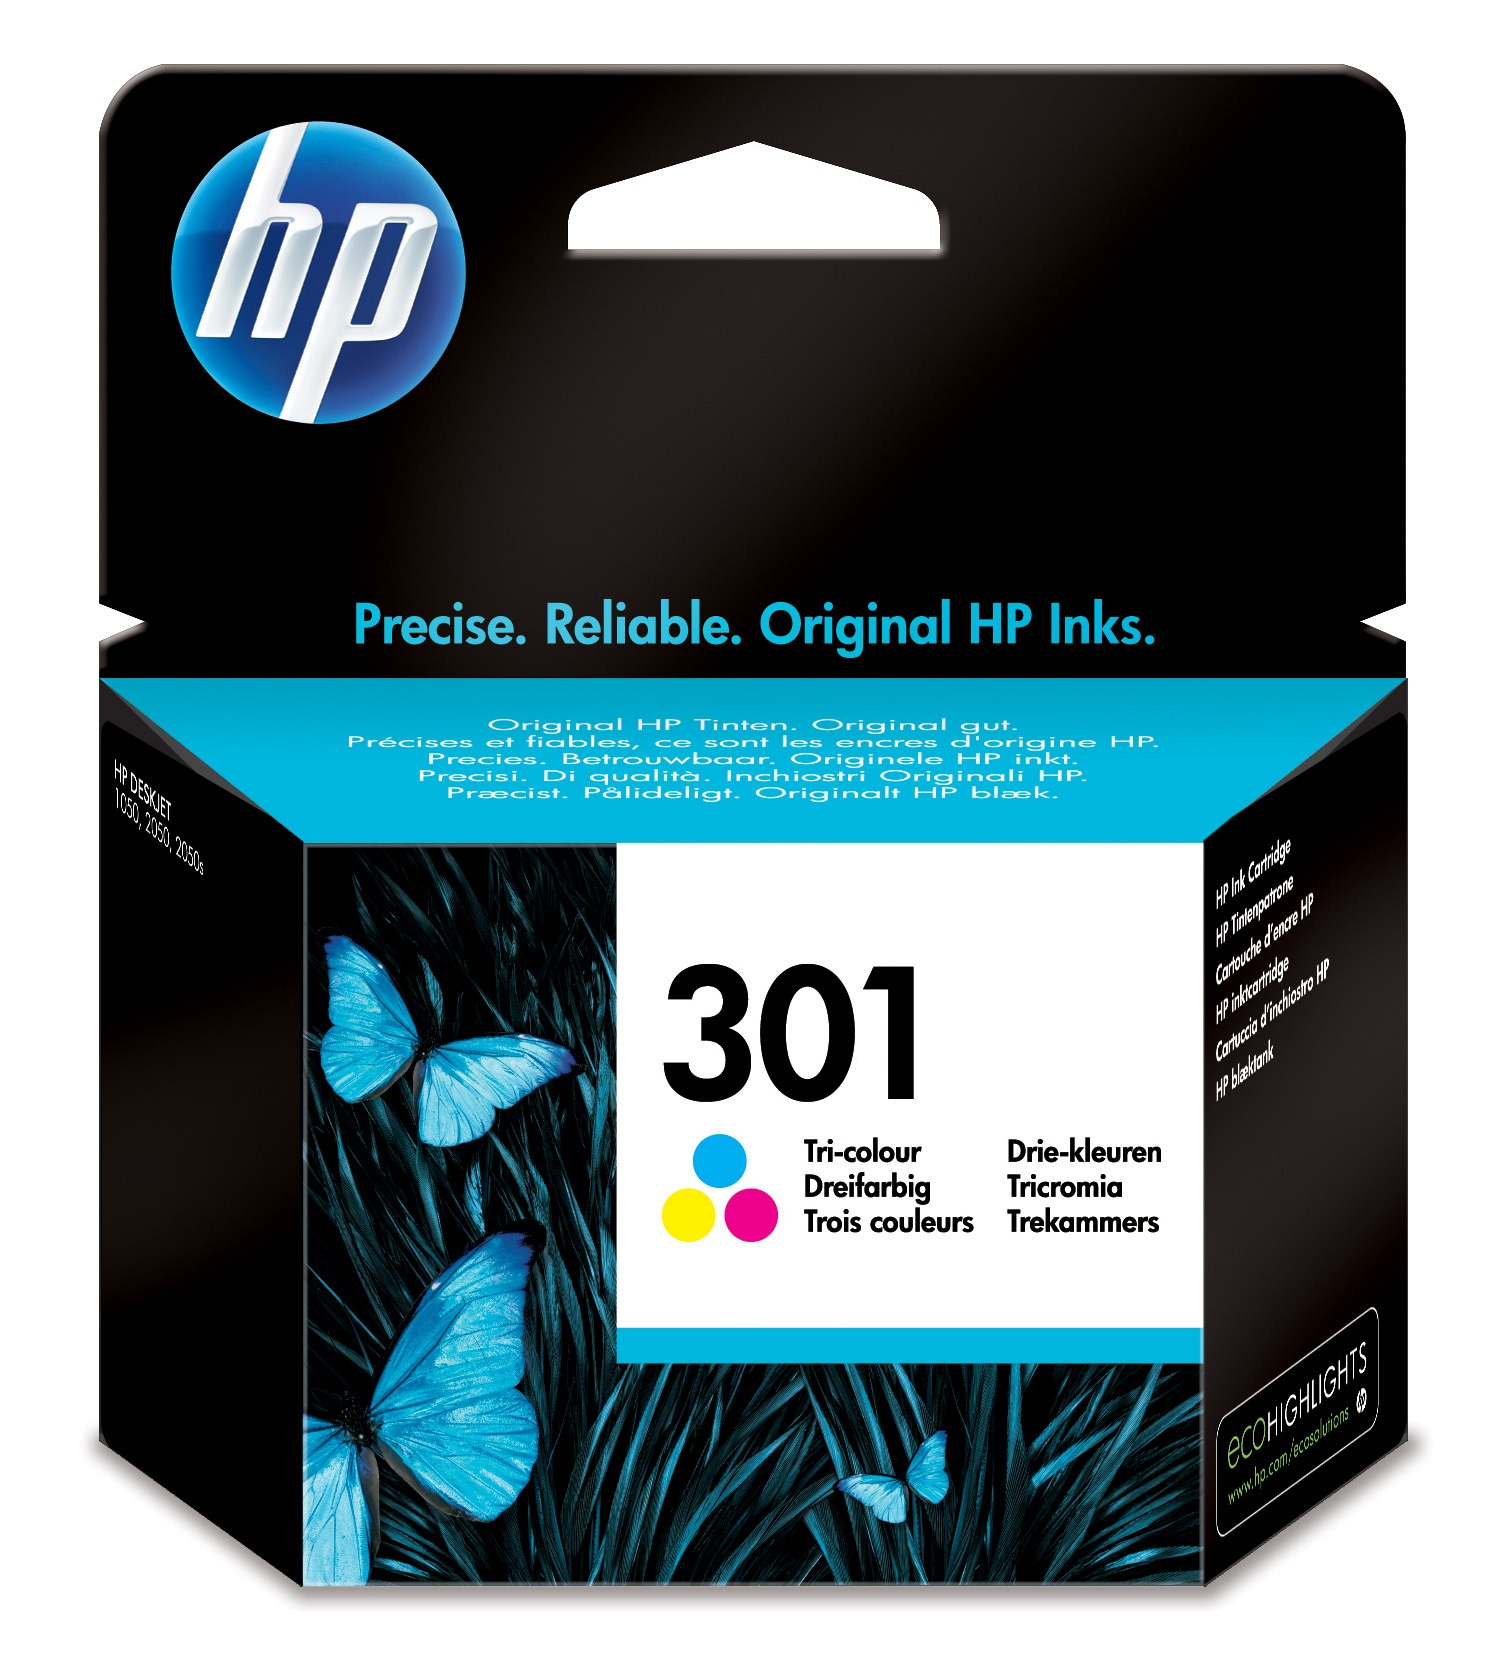 hp
Precise. Reliable. Original HP Inks.
Original HP Tinten. Original gut.
Précises et fiables, ce sont les encres d'origine HP.
Precies. Betrouwbaar. Originele HP inkt.
Precisi. Di qualità. Inchiostri Originali HP.
Præcist. Pålideligt. Originalt HP blæk.
HP DESKJET
1050, 2050, 2050s
301
Tri-colour
Dreifarbig
Trois couleurs
Drie-kleuren
Tricromia
Trekammers
HP Ink Cartridge
HP Tintenpatrone
Cartouche d'encre HP
HP inktcartridge
Cartuccia d'inchiostro HP
HP blæktank
ecoHIGHLIGHTS
www.hp.com/ecosolutions hp